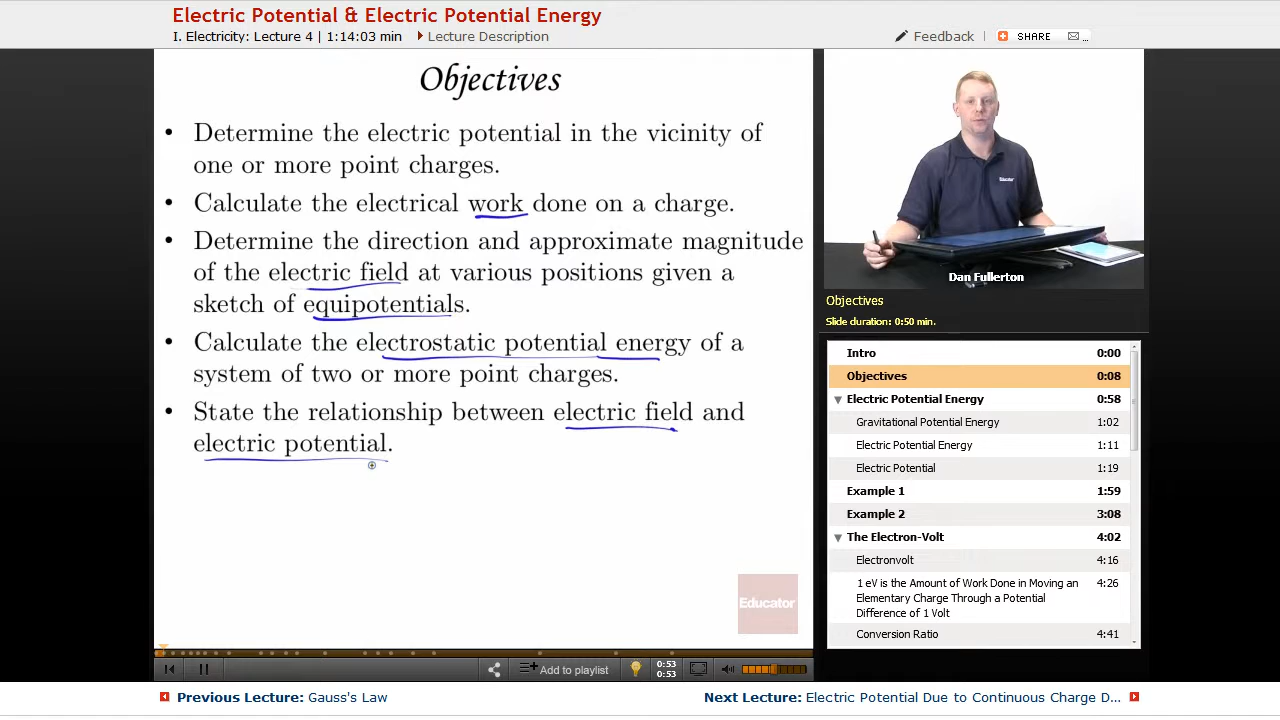 Electric Potential & Electric Potential Energy
I. Electricity: Lecture 4 | 1:14:03 min
Lecture Description
Feedback
SHARE
Objectives
• Determine the electric potential in the vicinity of
one or more point charges.
• Calculate the electrical work done on a charge.
• Determine the direction and approximate magnitude
of the electric field at various positions given a
sketch of equipotentials.
• Calculate the electrostatic potential energy of a
system of two or more point charges.
• State the relationship between electric field and
electric potential.
Educator
Dan Fullerton
Objectives
Slide duration: 0:50 min.
Intro 0:00
Objectives 0:08
Electric Potential Energy 0:58
Gravitational Potential Energy 1:02
Electric Potential Energy 1:11
Electric Potential 1:19
Example 1 1:59
Example 2 3:08
The Electron-Volt 4:02
Electronvolt 4:16
1 eV is the Amount of Work Done in Moving an 4:26
Elementary Charge Through a Potential
Difference of 1 Volt
Conversion Ratio 4:41
Add to playlist
0:53
0:53
Previous Lecture: Gauss's Law
Next Lecture: Electric Potential Due to Continuous Charge D...